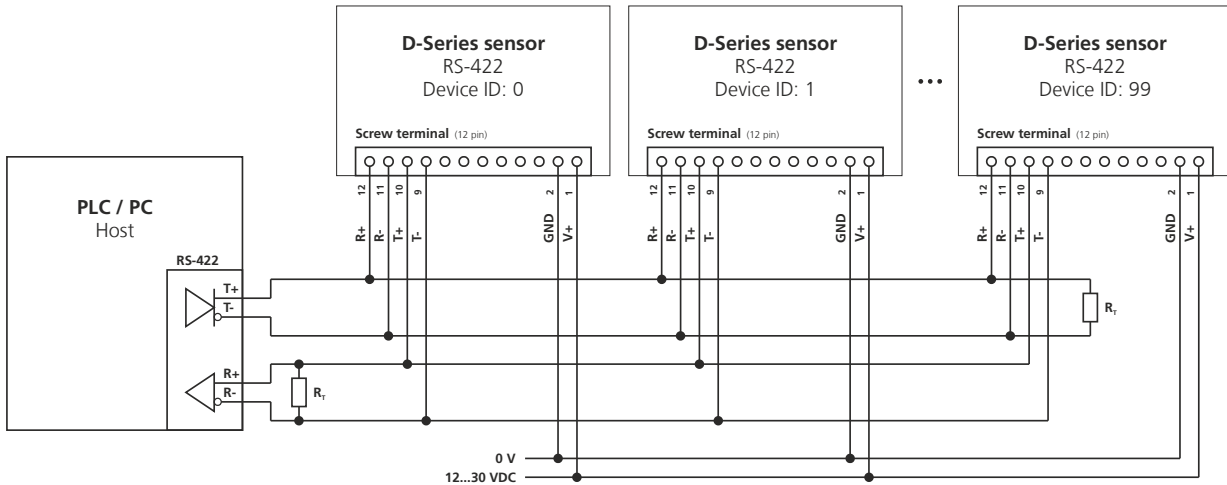 D-Series sensor
RS-422
Device ID: 0
Screw terminal (12 pin)
12 11 10 9 2 1
R+ R- T+ T- GND V+
D-Series sensor
RS-422
Device ID: 1
Screw terminal (12 pin)
12 11 10 9 2 1
R+ R- T+ T- GND V+
...
D-Series sensor
RS-422
Device ID: 99
Screw terminal (12 pin)
12 11 10 9 2 1
R+ R- T+ T- GND V+
PLC / PC
Host
RS-422
T+
T-
R+
R-
RT
RT
0 V
12...30 VDC